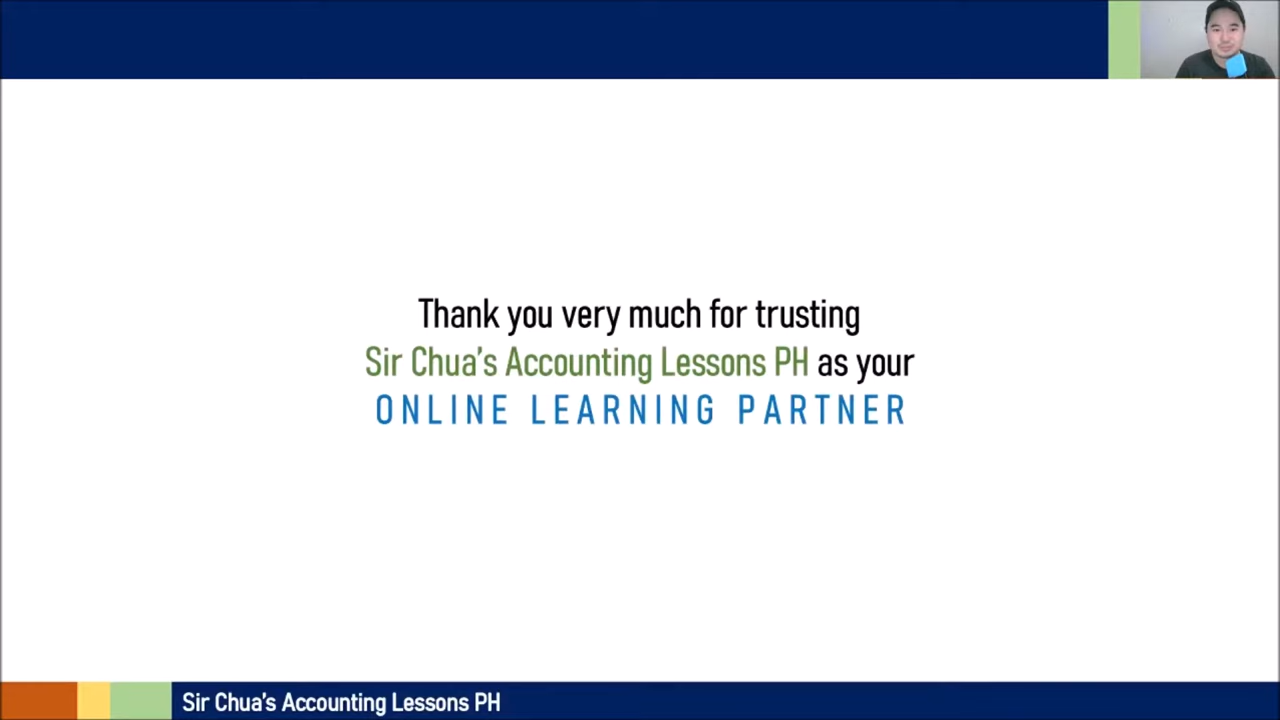 Thank you very much for trusting
Sir Chua's Accounting Lessons PH as your
ONLINE LEARNING PARTNER
Sir Chua's Accounting Lessons PH